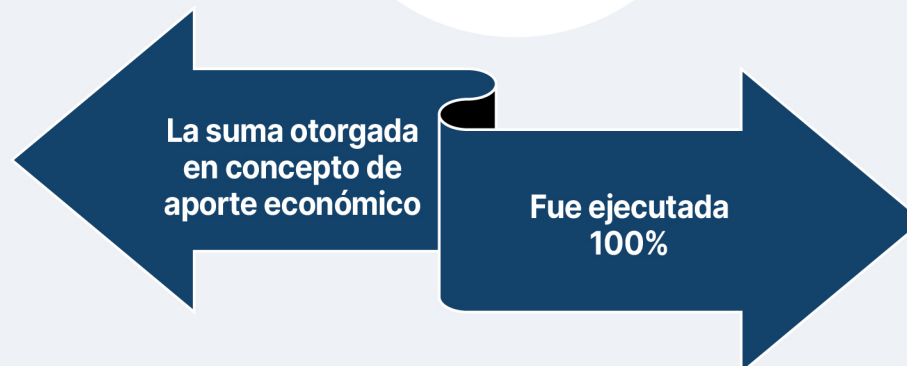 La suma otorgada
en concepto de
aporte económico
Fue ejecutada
100%